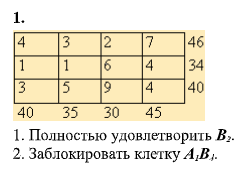 1.
4 3 2 7 46
1 1 6 4 34
3 5 9 4 40
40 35 30 45
1. Полностью удовлетворить B₂.
2. Заблокировать клетку A₁B₁.